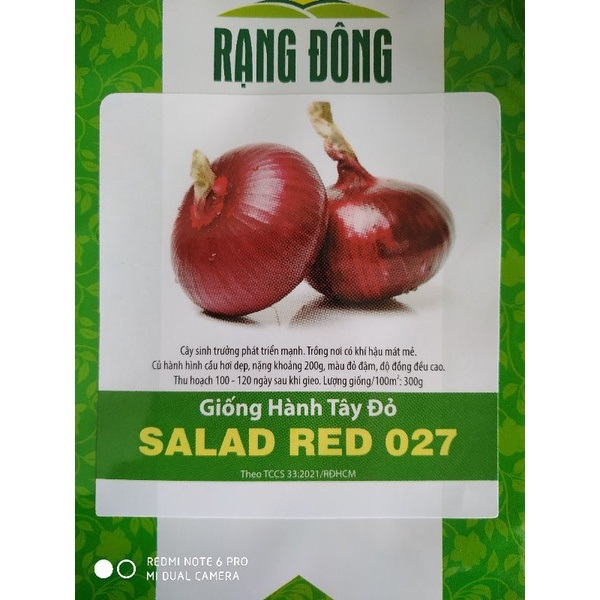 RẠNG ĐÔNG
Cây sinh trưởng phát triển mạnh. Trồng nơi có khí hậu mát mẻ.
Củ hành hình cầu hơi dẹp, nặng khoảng 200g, màu đỏ đậm, độ đồng đều cao.
Thu hoạch 100 - 120 ngày sau khi gieo. Lượng giống/100m²: 300g
Giống Hành Tây Đỏ
SALAD RED 027
Theo TCCS 33:2021/RĐHCM
REDMI NOTE 6 PRO
MI DUAL CAMERA